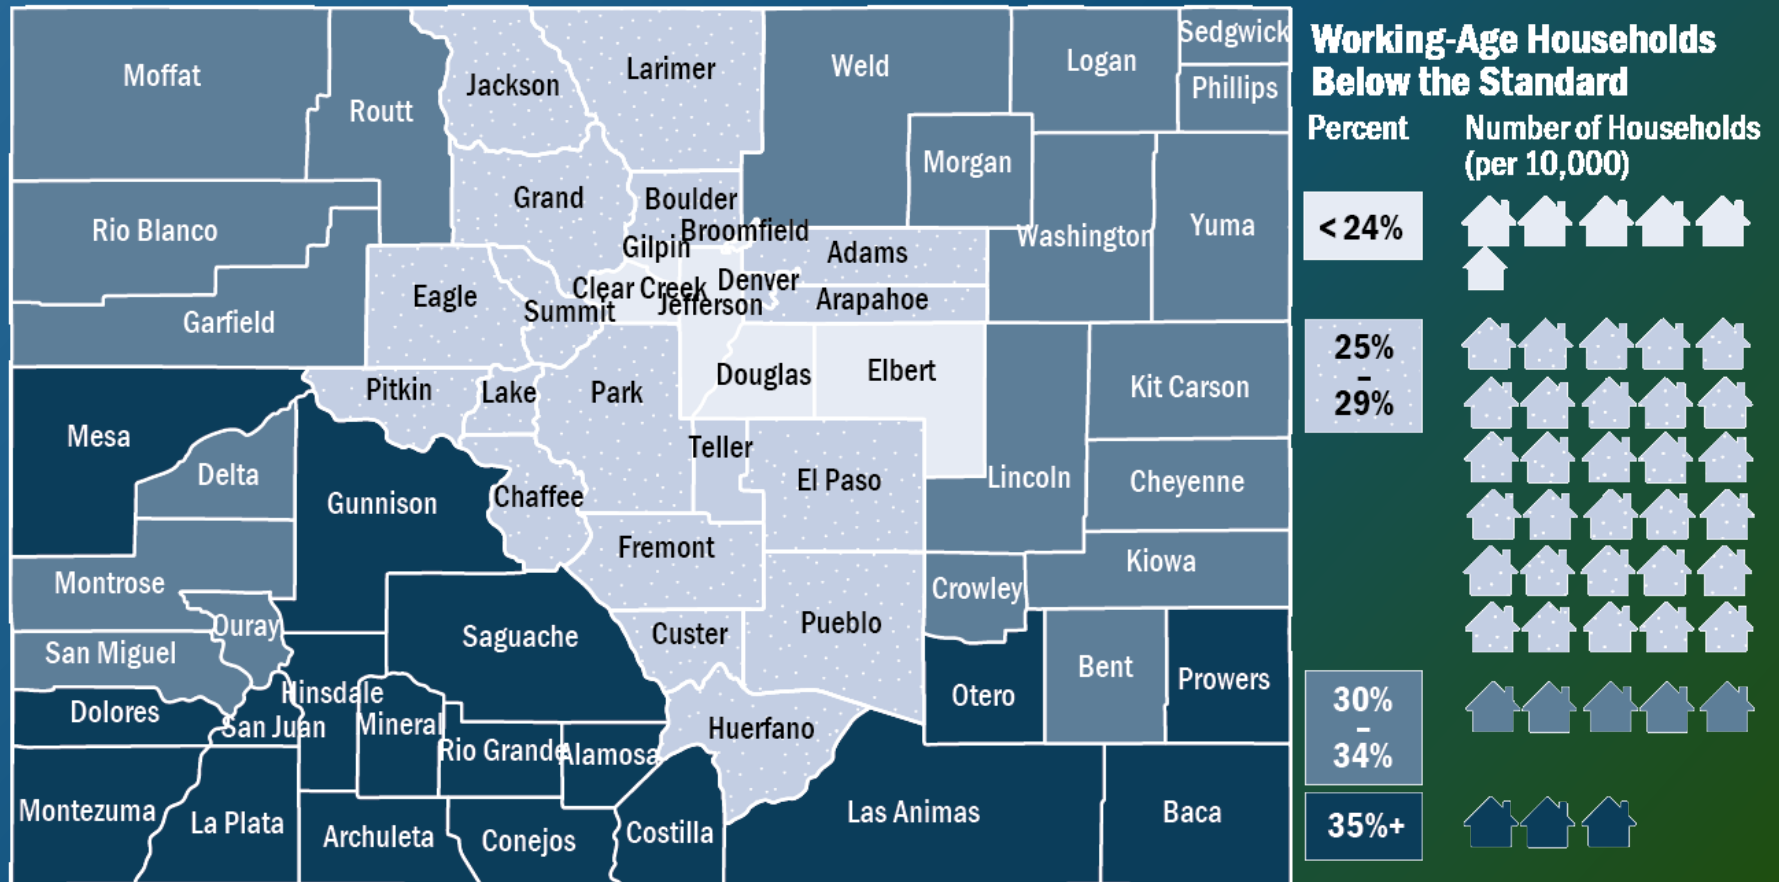 Working-Age Households
Below the Standard
Percent
Number of Households
(per 10,000)
< 24%
25%
–
29%
30%
–
34%
35%+
Moffat
Routt
Jackson
Larimer
Weld
Logan
Sedgwick
Phillips
Morgan
Grand
Boulder
Broomfield
Rio Blanco
Gilpin
Washington
Yuma
Adams
Denver
Clear Creek
Jefferson
Arapahoe
Eagle
Summit
Garfield
Pitkin
Lake
Park
Douglas
Elbert
Kit Carson
Mesa
Delta
Gunnison
Chaffee
Teller
El Paso
Lincoln
Cheyenne
Fremont
Kiowa
Montrose
Crowley
Ouray
Saguache
Custer
Pueblo
San Miguel
Bent
Prowers
Otero
Hinsdale
Dolores
San Juan
Mineral
Huerfano
Rio Grande
Alamosa
Montezuma
La Plata
Archuleta
Conejos
Costilla
Las Animas
Baca